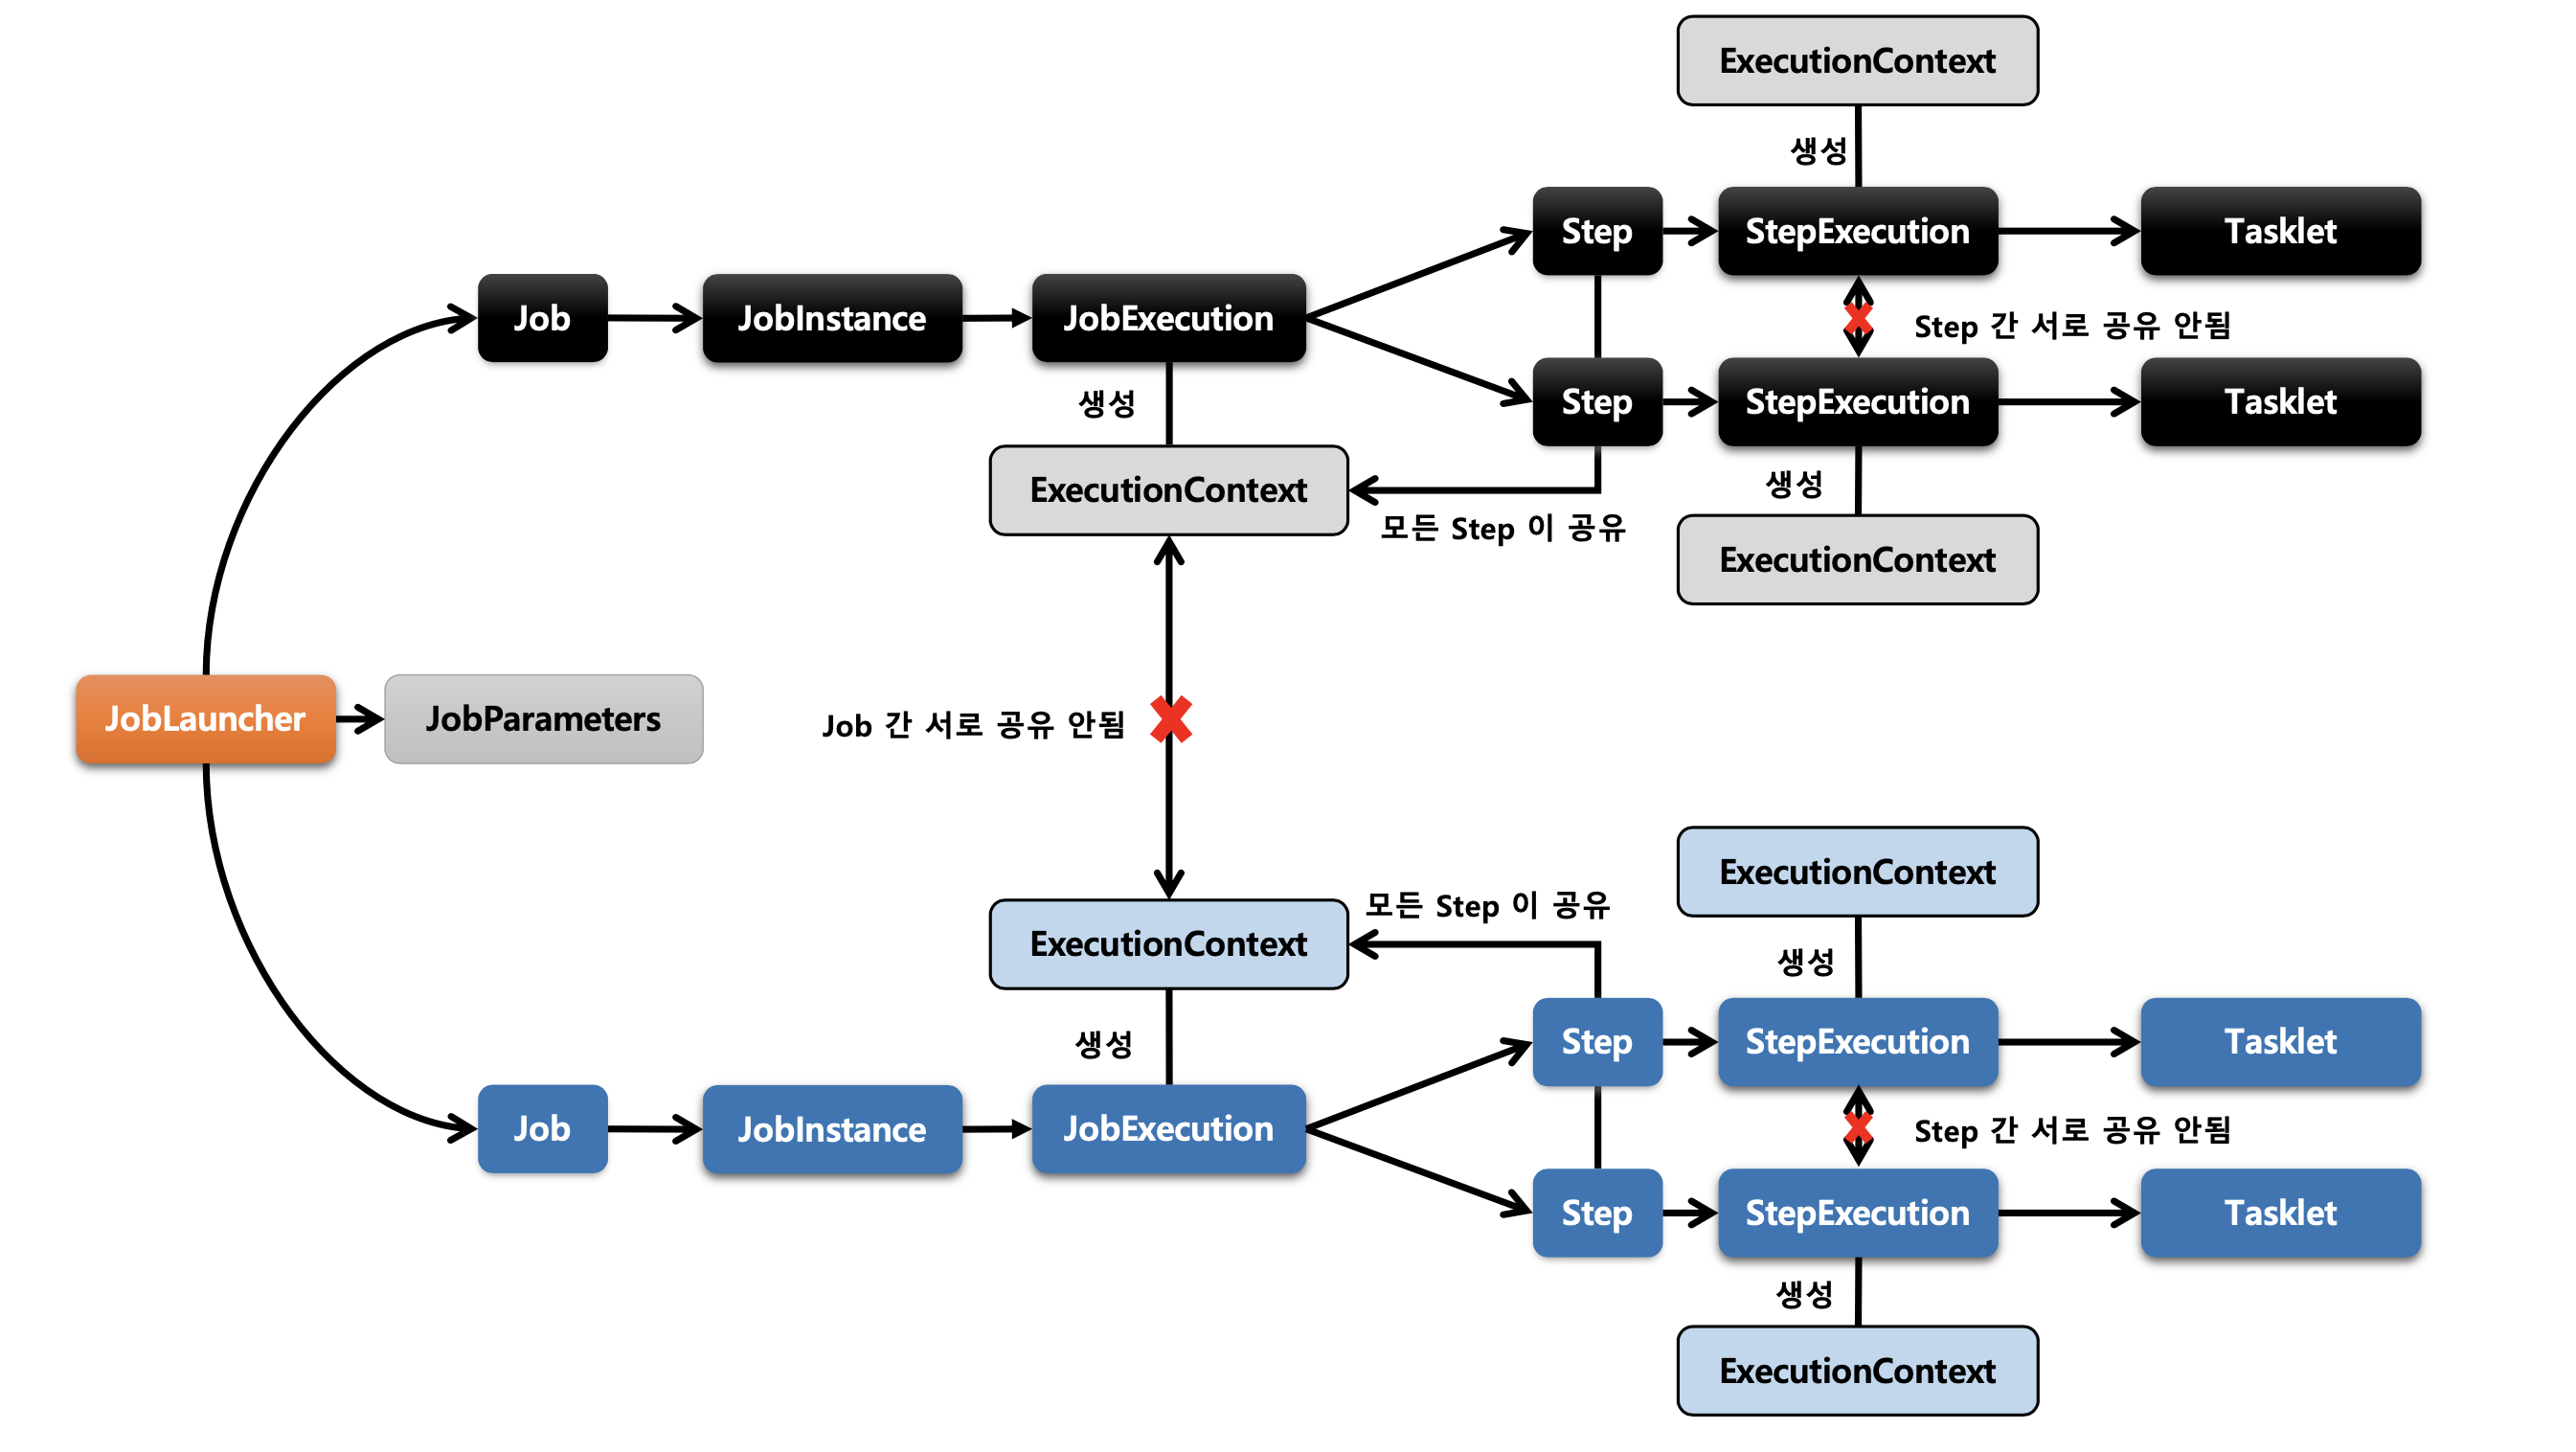 ExecutionContext
생성
Step
StepExecution
Tasklet
Job
JobInstance
JobExecution
Step 간 서로 공유 안됨
생성
Step
StepExecution
Tasklet
ExecutionContext
생성
모든 Step 이 공유
ExecutionContext
JobLauncher
JobParameters
Job 간 서로 공유 안됨
ExecutionContext
모든 Step 이 공유
ExecutionContext
생성
생성
Step
StepExecution
Tasklet
Job
JobInstance
JobExecution
Step 간 서로 공유 안됨
Step
StepExecution
Tasklet
생성
ExecutionContext